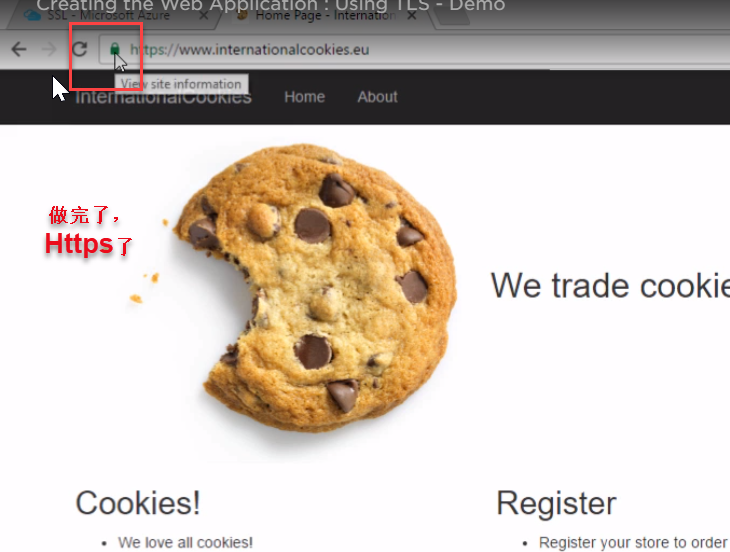 Creating the Web Application : Using TLS - Demo
SSL - Microsoft Azure
Home Page - Internation
https://www.internationalcookies.eu
View site information
InternationalCookies Home About
做完了，
Https了
We trade cookie
Cookies! Register
• We love all cookies! • Register your store to order